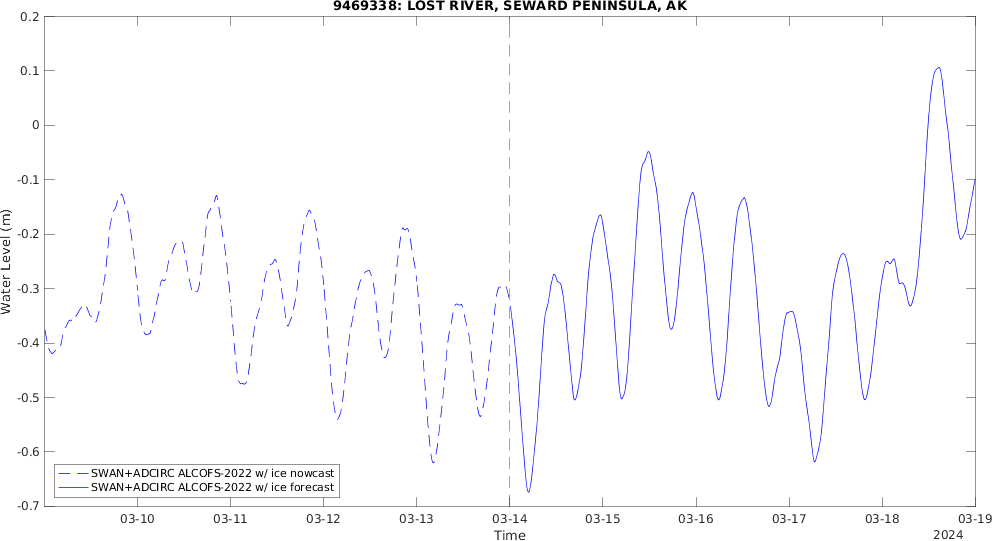 9469338: LOST RIVER, SEWARD PENINSULA, AK
0.2
0.1
0
-0.1
-0.2
-0.3
-0.4
-0.5
-0.6
-0.7
Water Level (m)
SWAN+ADCIRC ALCOFS-2022 w/ ice nowcast
SWAN+ADCIRC ALCOFS-2022 w/ ice forecast
03-10 03-11 03-12 03-13 03-14 03-15 03-16 03-17 03-18 03-19
Time
2024